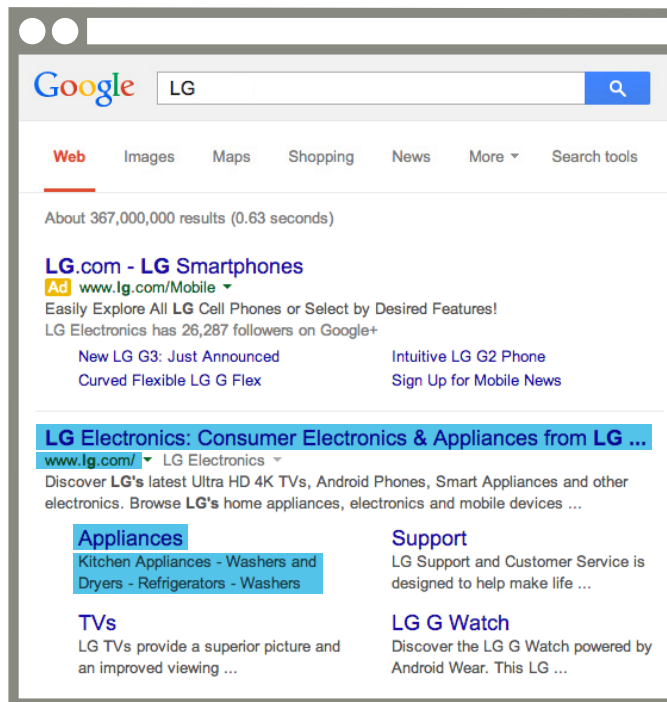 Google LG
Web Images Maps Shopping News More Search tools
About 367,000,000 results (0.63 seconds)
LG.com - LG Smartphones
Ad www.lg.com/Mobile
Easily Explore All LG Cell Phones or Select by Desired Features!
LG Electronics has 26,287 followers on Google+
New LG G3: Just Announced
Intuitive LG G2 Phone
Curved Flexible LG G Flex
Sign Up for Mobile News
LG Electronics: Consumer Electronics & Appliances from LG ...
www.lg.com/ LG Electronics
Discover LG's latest Ultra HD 4K TVs, Android Phones, Smart Appliances and other
electronics. Browse LG's home appliances, electronics and mobile devices ...
Appliances
Kitchen Appliances - Washers and
Dryers - Refrigerators - Washers
Support
LG Support and Customer Service is
designed to help make life ...
TVs
LG TVs provide a superior picture and
an improved viewing ...
LG G Watch
Discover the LG G Watch powered by
Android Wear. This LG ...